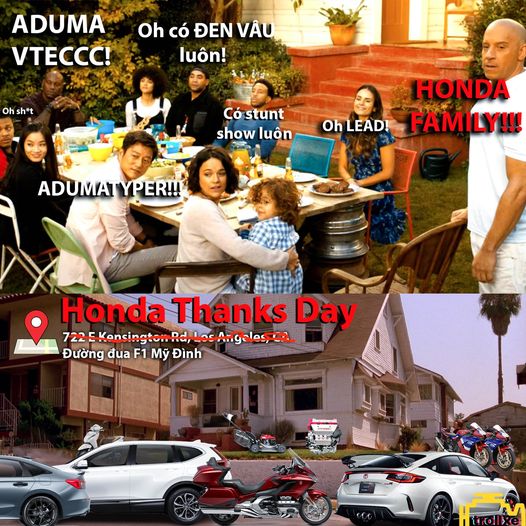 ADUMA
VTECCC!
Oh có ĐEN VÂU
luôn!
Oh sh*t
Có stunt
show luôn
Oh LEAD!
HONDA
FAMILY!!!
ADUMATYPER!!!
Honda Thanks Day
722 E Kensington Rd, Los Angeles, CA
Đường đua F1 Mỹ Đình
trollxe